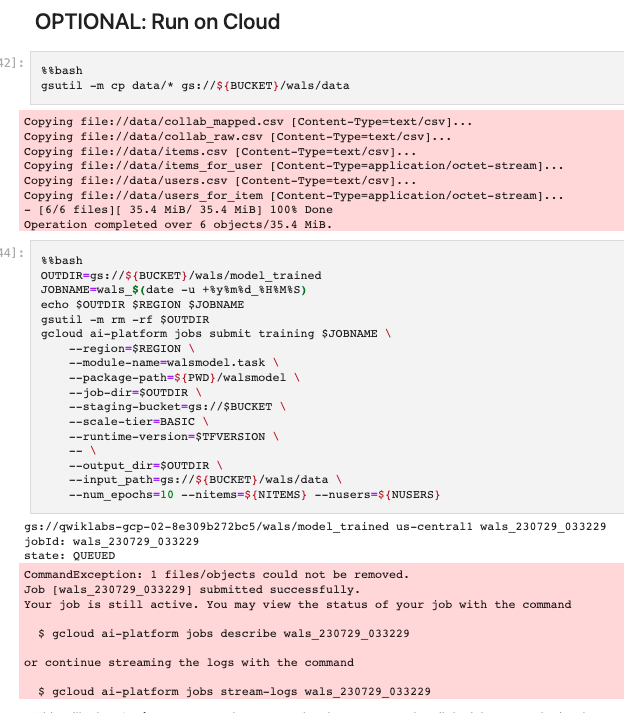 OPTIONAL: Run on Cloud
42]:
%%bash
gsutil -m cp data/* gs://${BUCKET}/wals/data
Copying file://data/collab_mapped.csv [Content-Type=text/csv]...
Copying file://data/collab_raw.csv [Content-Type=text/csv]...
Copying file://data/items.csv [Content-Type=text/csv]...
Copying file://data/items_for_user [Content-Type=application/octet-stream]...
Copying file://data/users.csv [Content-Type=text/csv]...
Copying file://data/users_for_item [Content-Type=application/octet-stream]...
- [6/6 files][ 35.4 MiB/ 35.4 MiB] 100% Done
Operation completed over 6 objects/35.4 MiB.
44]:
%%bash
OUTDIR=gs://${BUCKET}/wals/model_trained
JOBNAME=wals_$(date -u +%y%m%d_%H%M%S)
echo $OUTDIR $REGION $JOBNAME
gsutil -m rm -rf $OUTDIR
gcloud ai-platform jobs submit training $JOBNAME \
    --region=$REGION \
    --module-name=walsmodel.task \
    --package-path=${PWD}/walsmodel \
    --job-dir=$OUTDIR \
    --staging-bucket=gs://$BUCKET \
    --scale-tier=BASIC \
    --runtime-version=$TFVERSION \
    -- \
    --output_dir=$OUTDIR \
    --input_path=gs://${BUCKET}/wals/data \
    --num_epochs=10 --nitems=${NITEMS} --nusers=${NUSERS}
gs://qwiklabs-gcp-02-8e309b272bc5/wals/model_trained us-central1 wals_230729_033229
jobId: wals_230729_033229
state: QUEUED
CommandException: 1 files/objects could not be removed.
Job [wals_230729_033229] submitted successfully.
Your job is still active. You may view the status of your job with the command
  $ gcloud ai-platform jobs describe wals_230729_033229
or continue streaming the logs with the command
  $ gcloud ai-platform jobs stream-logs wals_230729_033229